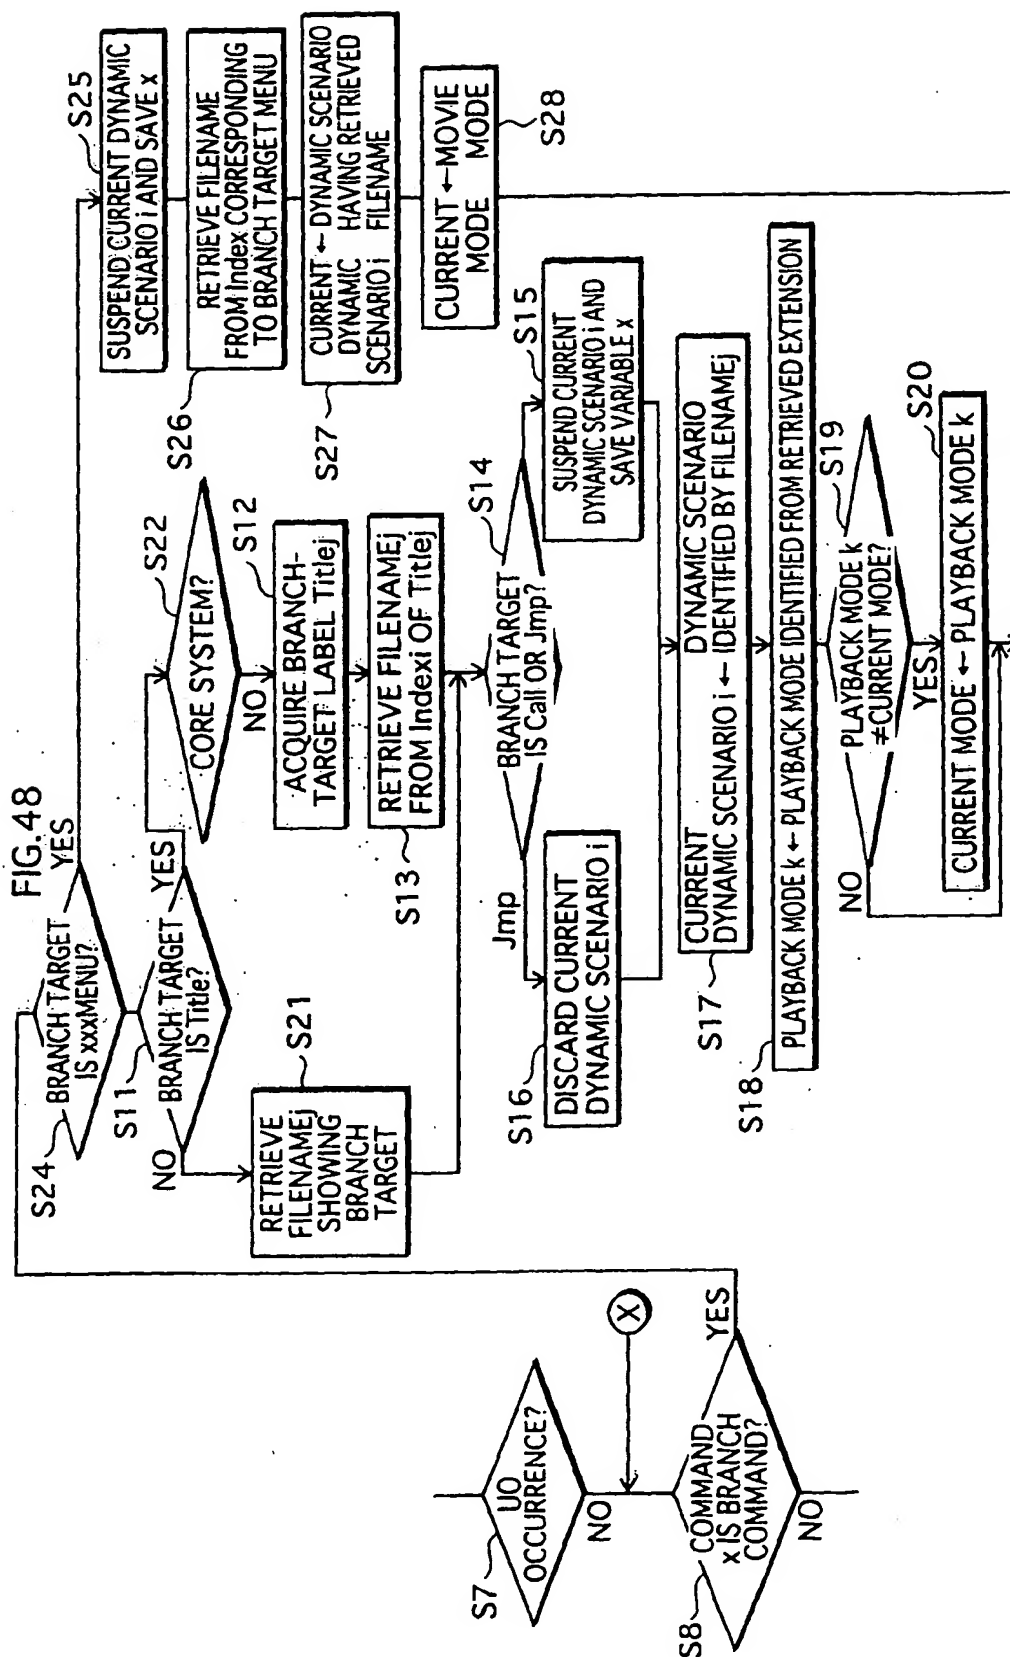 FIG.48
UO
OCCURRENCE?
S7
NO
X
COMMAND
x IS BRANCH
COMMAND?
S8
YES
NO
BRANCH TARGET
IS xxxMENU?
S24
YES
BRANCH TARGET
IS Title?
S11
YES
NO
RETRIEVE
FILENAMEj
SHOWING
BRANCH
TARGET
S21
CORE SYSTEM?
S22
NO
ACQUIRE BRANCH-
TARGET LABEL Titlej
S12
RETRIEVE FILENAMEj
FROM Indexi OF Titlej
S13
BRANCH TARGET
IS Call OR Jmp?
S14
Jmp
SUSPEND CURRENT
DYNAMIC SCENARIO i AND
SAVE VARIABLE x
S15
DISCARD CURRENT
DYNAMIC SCENARIO i
S16
CURRENT DYNAMIC SCENARIO
DYNAMIC SCENARIO i ← IDENTIFIED BY FILENAMEj
S17
PLAYBACK MODE k ← PLAYBACK MODE IDENTIFIED FROM RETRIEVED EXTENSION
S18
PLAYBACK MODE k
≠CURRENT MODE?
S19
NO
YES
CURRENT MODE ← PLAYBACK MODE k
S20
SUSPEND CURRENT DYNAMIC
SCENARIO i AND SAVE x
S25
RETRIEVE FILENAME
FROM Index CORRESPONDING
TO BRANCH TARGET MENU
S26
CURRENT ← DYNAMIC SCENARIO
DYNAMIC HAVING RETRIEVED
SCENARIO i FILENAME
S27
CURRENT ← MOVIE
MODE MODE
S28